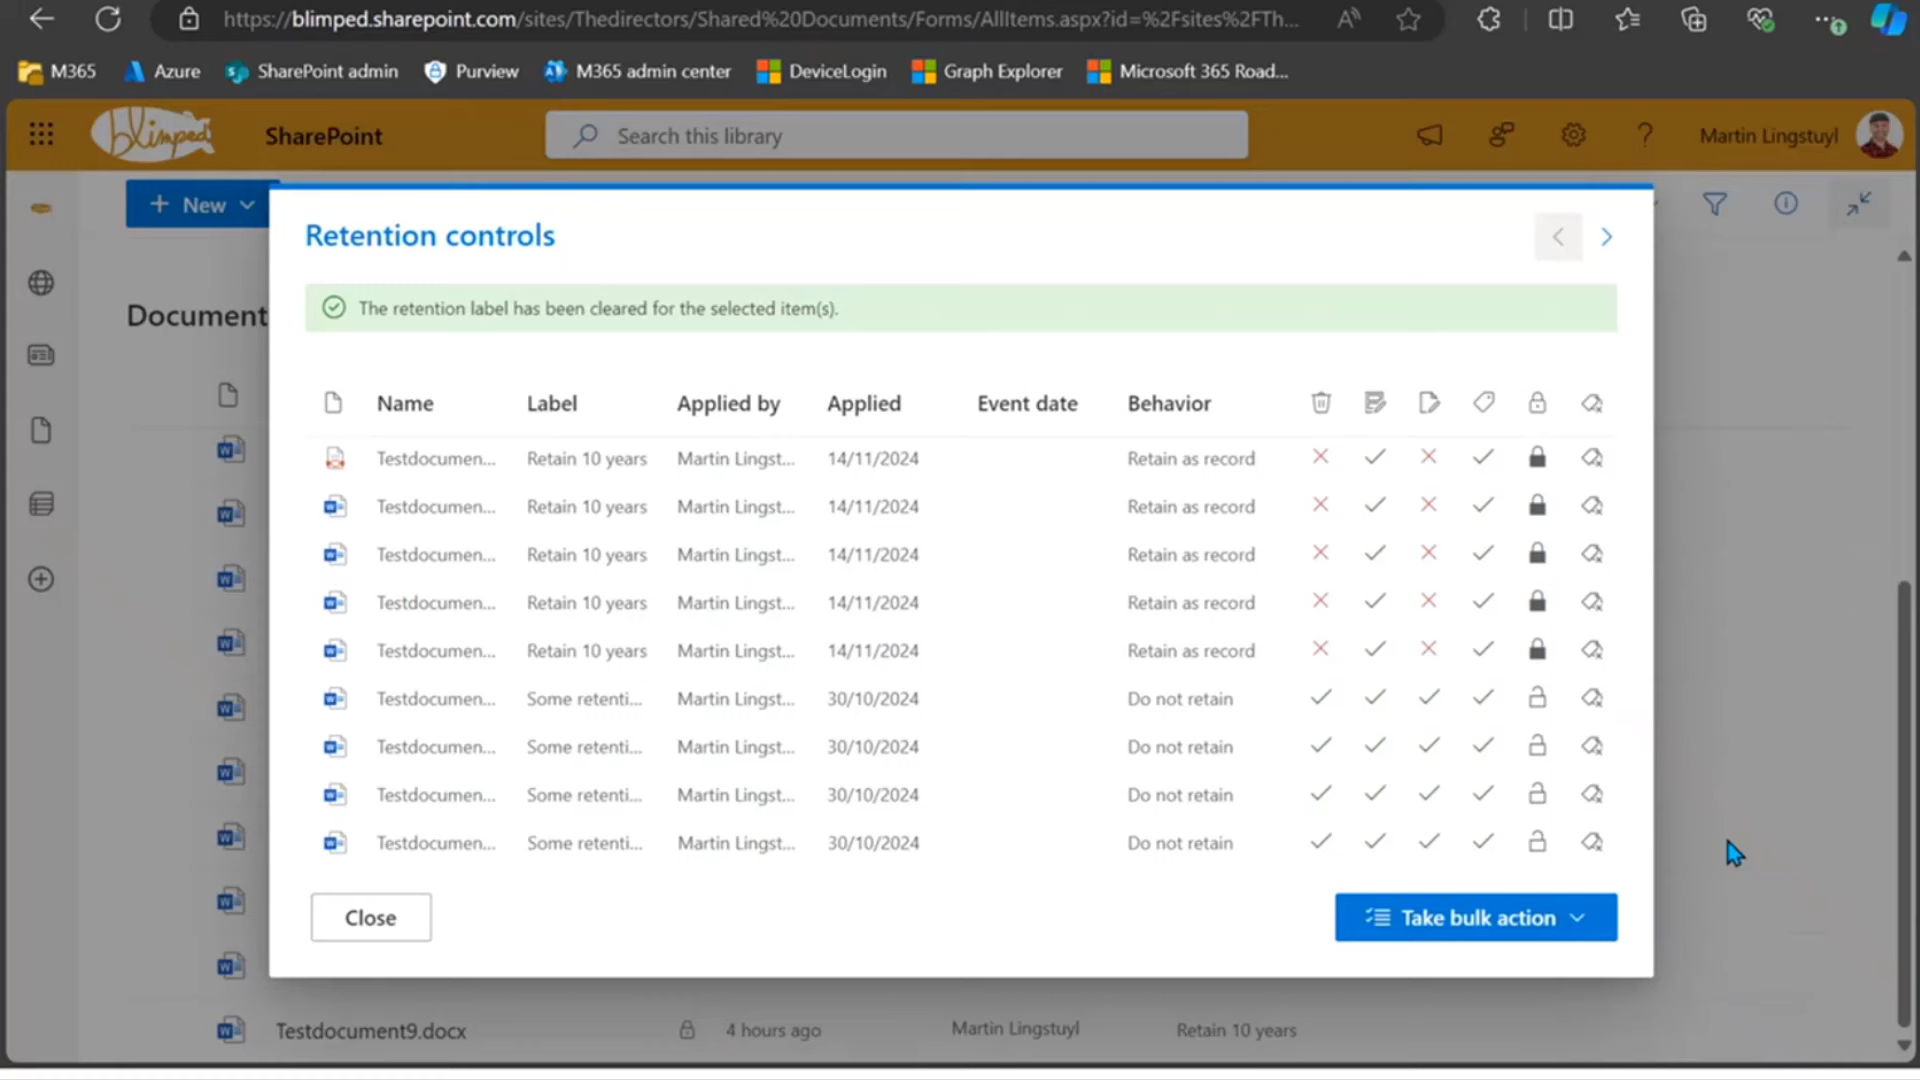 https://blimped.sharepoint.com/sites/Thedirectors/Shared%20Documents/Forms/AllItems.aspx?id=%2Fsites%2FTh...
M365 Azure SharePoint admin Purview M365 admin center DeviceLogin Graph Explorer Microsoft 365 Road...
blimped SharePoint Search this library Martin Lingstuyl
New
Retention controls
The retention label has been cleared for the selected item(s).
Document
Name Label Applied by Applied Event date Behavior
Testdocumen... Retain 10 years Martin Lingst... 14/11/2024 Retain as record
Testdocumen... Retain 10 years Martin Lingst... 14/11/2024 Retain as record
Testdocumen... Retain 10 years Martin Lingst... 14/11/2024 Retain as record
Testdocumen... Retain 10 years Martin Lingst... 14/11/2024 Retain as record
Testdocumen... Retain 10 years Martin Lingst... 14/11/2024 Retain as record
Testdocumen... Some retenti... Martin Lingst... 30/10/2024 Do not retain
Testdocumen... Some retenti... Martin Lingst... 30/10/2024 Do not retain
Testdocumen... Some retenti... Martin Lingst... 30/10/2024 Do not retain
Testdocumen... Some retenti... Martin Lingst... 30/10/2024 Do not retain
Close Take bulk action
Testdocument9.docx 4 hours ago Martin Lingstuyl Retain 10 years